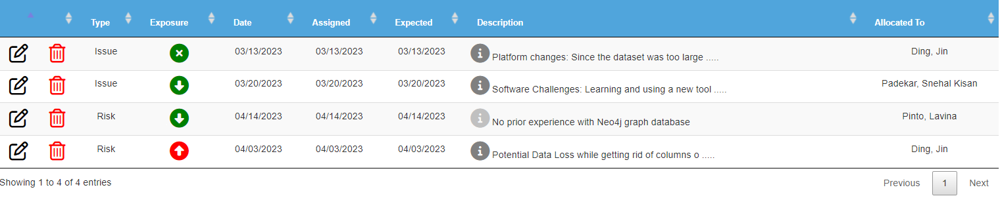 Type Exposure Date Assigned Expected Description Allocated To
Issue 03/13/2023 03/13/2023 03/13/2023 Platform changes: Since the dataset was too large ..... Ding, Jin
Issue 03/20/2023 03/20/2023 03/20/2023 Software Challenges: Learning and using a new tool ..... Padekar, Snehal Kisan
Risk 04/14/2023 04/14/2023 04/14/2023 No prior experience with Neo4j graph database Pinto, Lavina
Risk 04/03/2023 04/03/2023 04/03/2023 Potential Data Loss while getting rid of columns o ..... Ding, Jin
Showing 1 to 4 of 4 entries Previous 1 Next